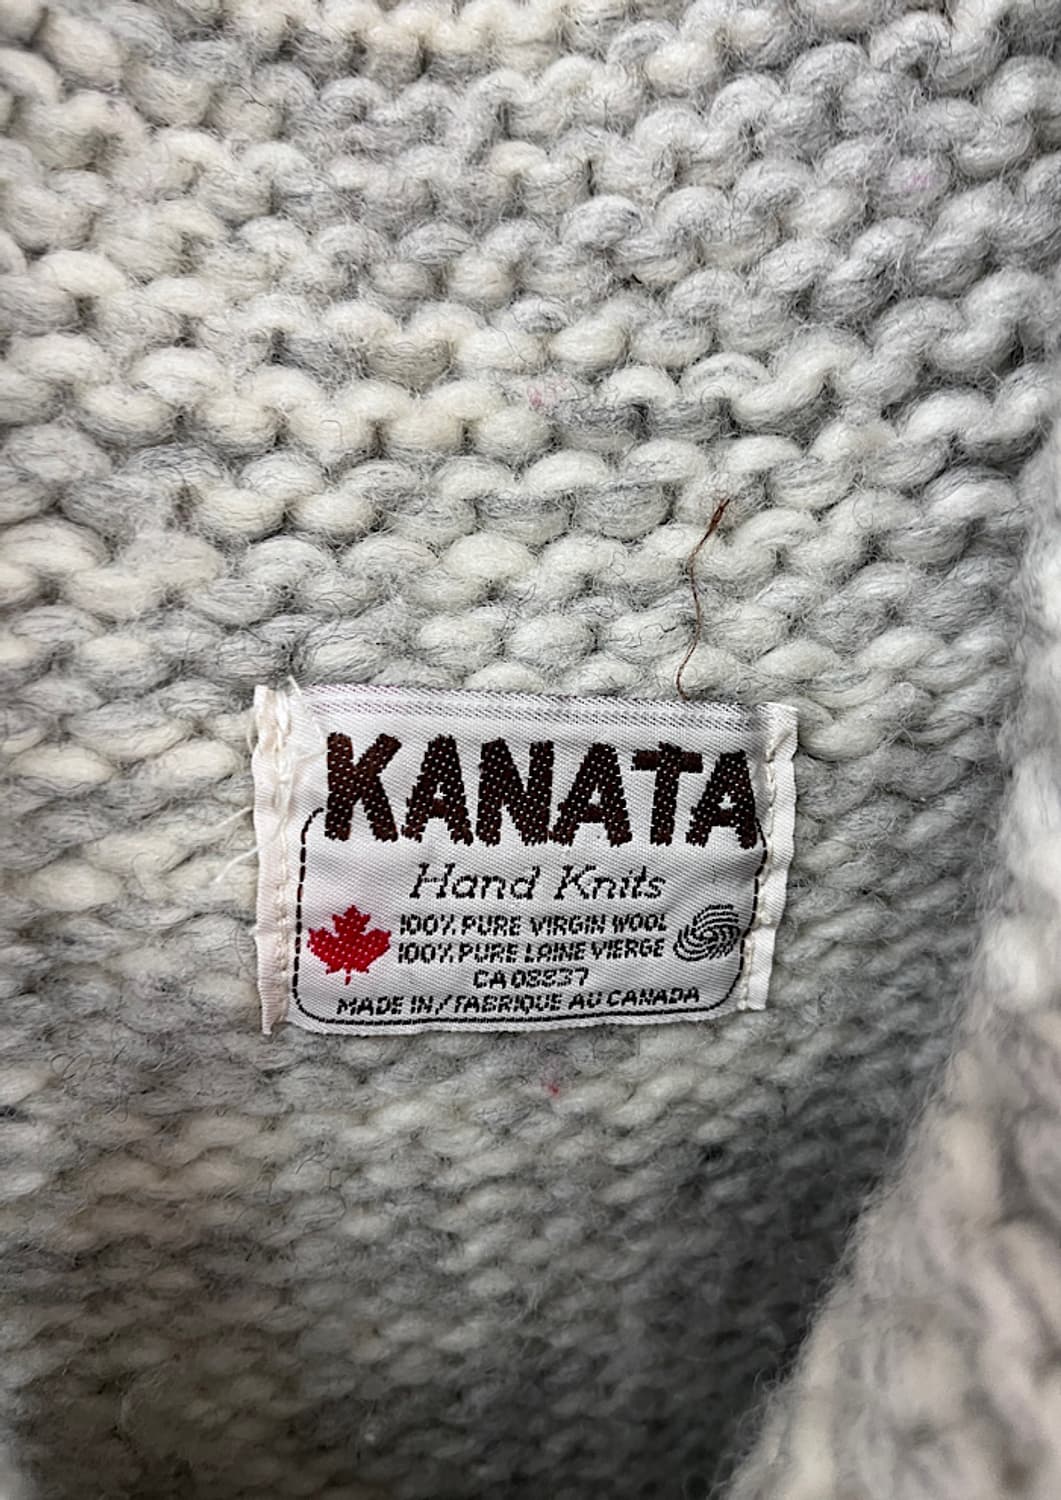 KANATA
Hand Knits
100% PURE VIRGIN WOOL
100% PURE LAINE VIERGE
CA 08837
MADE IN / FABRIQUE AU CANADA